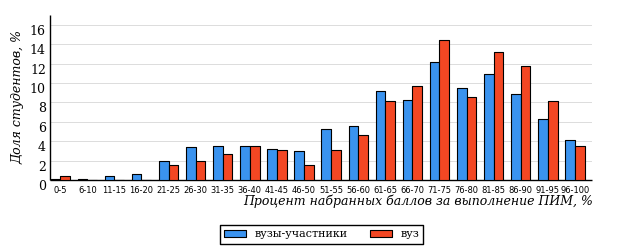 Доля студентов, %
16
14
12
10
8
6
4
2
0
0-5 6-10 11-15 16-20 21-25 26-30 31-35 36-40 41-45 46-50 51-55 56-60 61-65 66-70 71-75 76-80 81-85 86-90 91-95 96-100
Процент набранных баллов за выполнение ПИМ, %
вузы-участники вуз